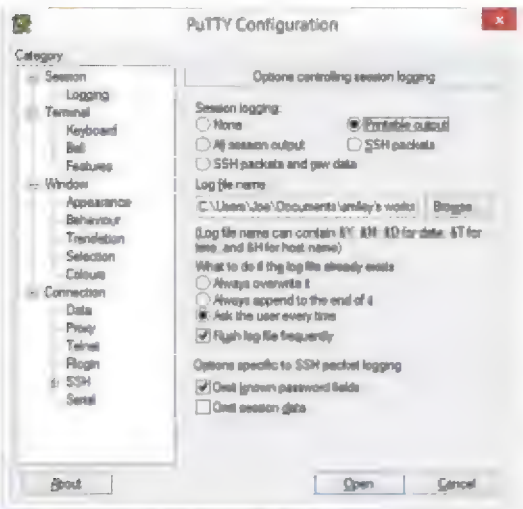 PuTTY Configuration
Category
Session
Logging
Terminal
Keyboard
Bell
Features
Window
Appearance
Behaviour
Translation
Selection
Colours
Connection
Data
Proxy
Telnet
Rlogin
SSH
Serial
Options controlling session logging
Session logging:
None
Printable output
All session output
SSH packets
SSH packets and raw data
Log file name
C:\Users\Joe\Documents\smiley's works
Browse...
(Log file name can contain &Y, &M, &D for date, &T for
time, and &H for host name)
What to do if the log file already exists
Always overwrite it
Always append to the end of it
Ask the user every time
Flush log file frequently
Options specific to SSH packet logging
Omit known password fields
Omit session data
About
Open
Cancel